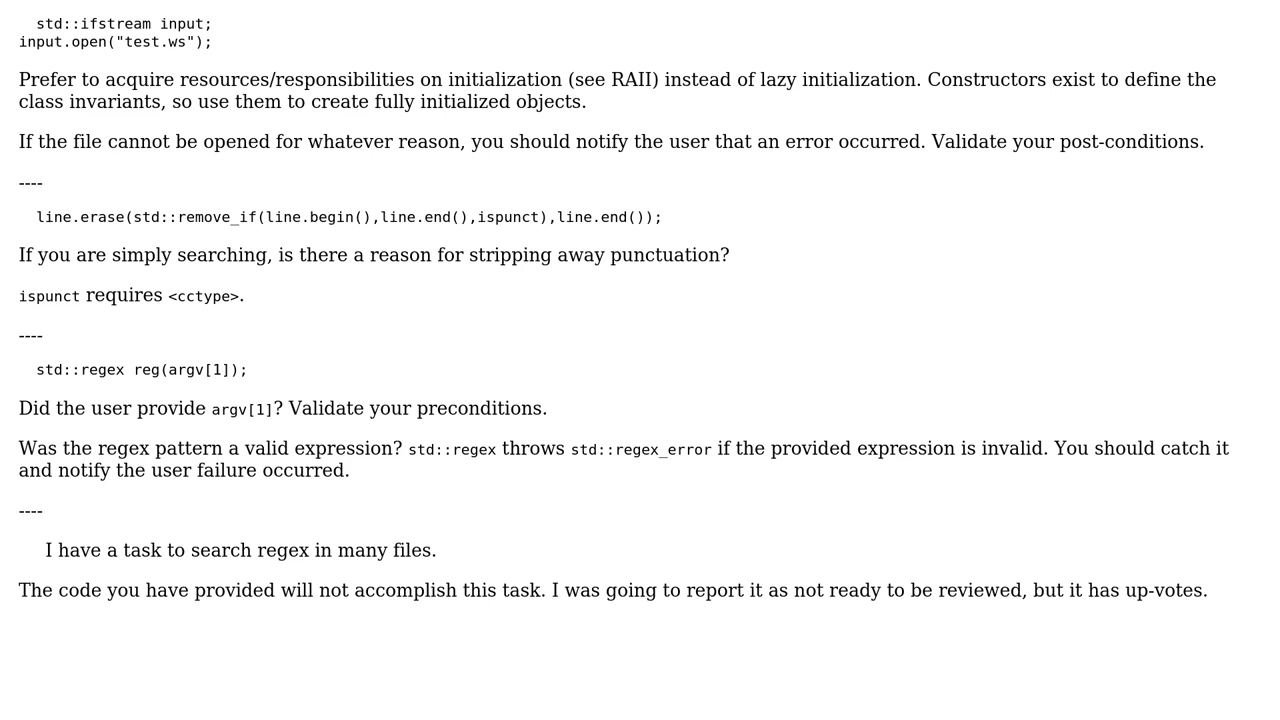 std::ifstream input;
input.open("test.ws");
Prefer to acquire resources/responsibilities on initialization (see RAII) instead of lazy initialization. Constructors exist to define the
class invariants, so use them to create fully initialized objects.
If the file cannot be opened for whatever reason, you should notify the user that an error occurred. Validate your post-conditions.
----
line.erase(std::remove_if(line.begin(),line.end(),ispunct),line.end());
If you are simply searching, is there a reason for stripping away punctuation?
ispunct requires <cctype>.
----
std::regex reg(argv[1]);
Did the user provide argv[1]? Validate your preconditions.
Was the regex pattern a valid expression? std::regex throws std::regex_error if the provided expression is invalid. You should catch it
and notify the user failure occurred.
----
I have a task to search regex in many files.
The code you have provided will not accomplish this task. I was going to report it as not ready to be reviewed, but it has up-votes.